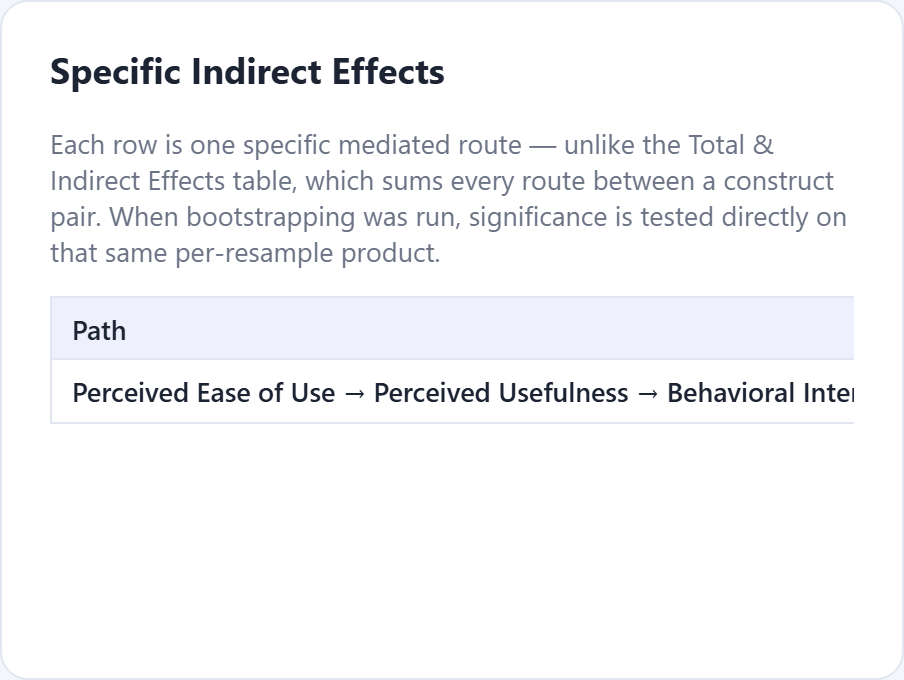 Specific Indirect Effects
Each row is one specific mediated route — unlike the Total &
Indirect Effects table, which sums every route between a construct
pair. When bootstrapping was run, significance is tested directly on
that same per-resample product.
Path
Perceived Ease of Use → Perceived Usefulness → Behavioral